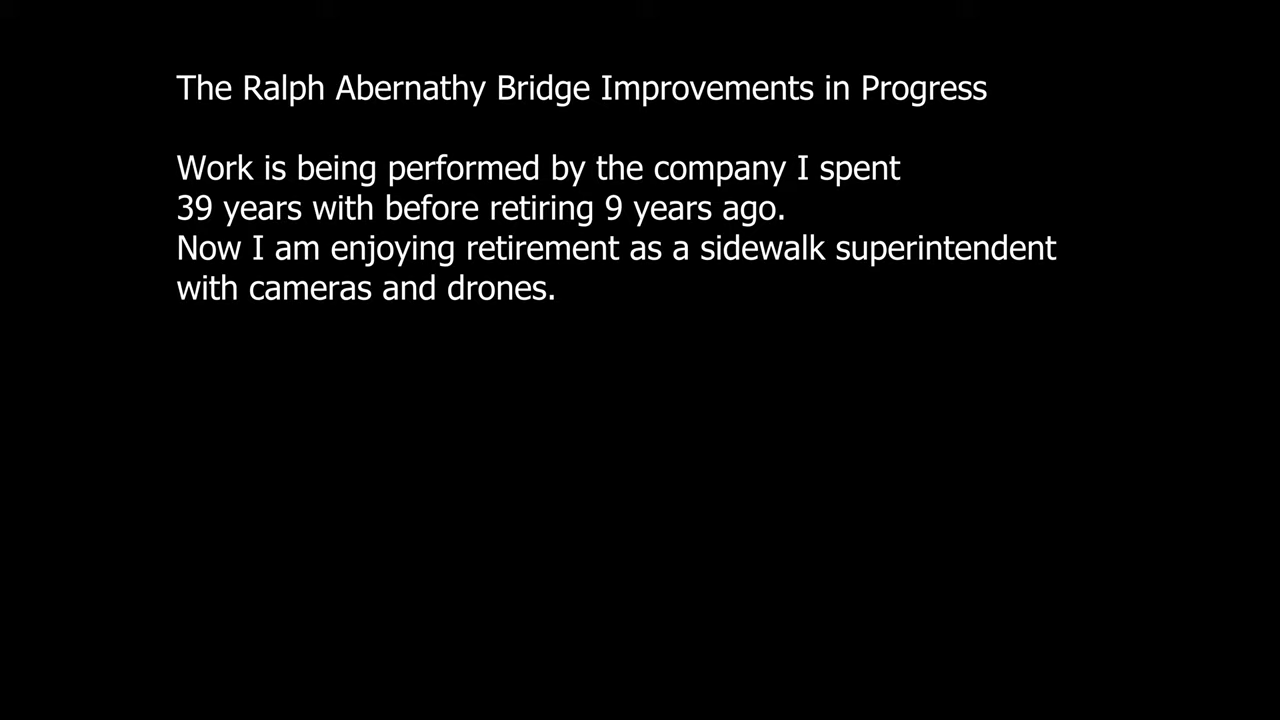 The Ralph Abernathy Bridge Improvements in Progress
Work is being performed by the company I spent
39 years with before retiring 9 years ago.
Now I am enjoying retirement as a sidewalk superintendent
with cameras and drones.